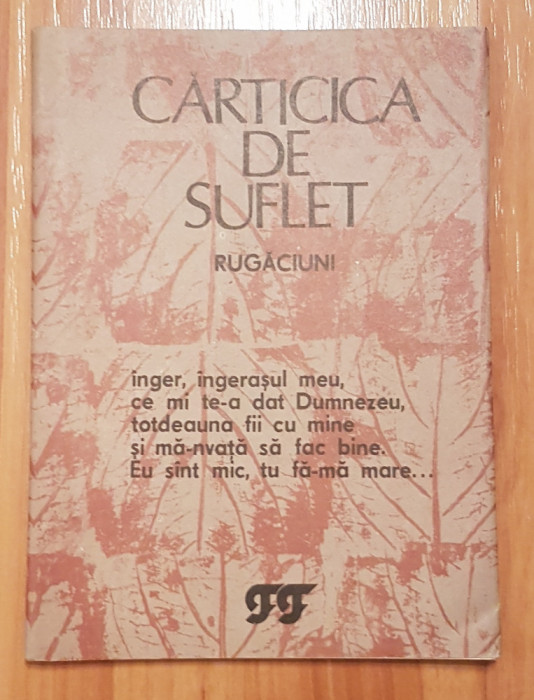 CĂRTICICA
DE
SUFLET
RUGĂCIUNI
înger, îngerașul meu,
ce mi te-a dat Dumnezeu,
totdeauna fii cu mine
și mă-nvață să fac bine.
Eu sînt mic, tu fă-mă mare...